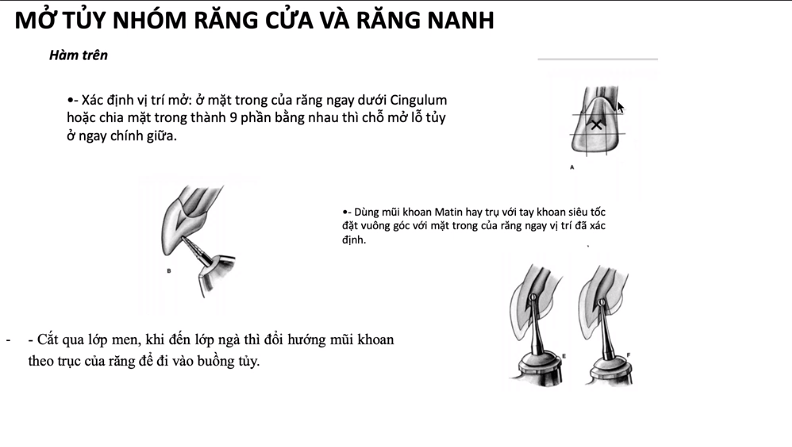 MỞ TỦY NHÓM RĂNG CỬA VÀ RĂNG NANH
Hàm trên
•- Xác định vị trí mở: ở mặt trong của răng ngay dưới Cingulum
hoặc chia mặt trong thành 9 phần bằng nhau thì chỗ mở lỗ tủy
ở ngay chính giữa.
A
•- Dùng mũi khoan Matin hay trụ với tay khoan siêu tốc
đặt vuông góc với mặt trong của răng ngay vị trí đã xác
định.
B
- - Cắt qua lớp men, khi đến lớp ngà thì đổi hướng mũi khoan
theo trục của răng để đi vào buồng tủy.
E
F